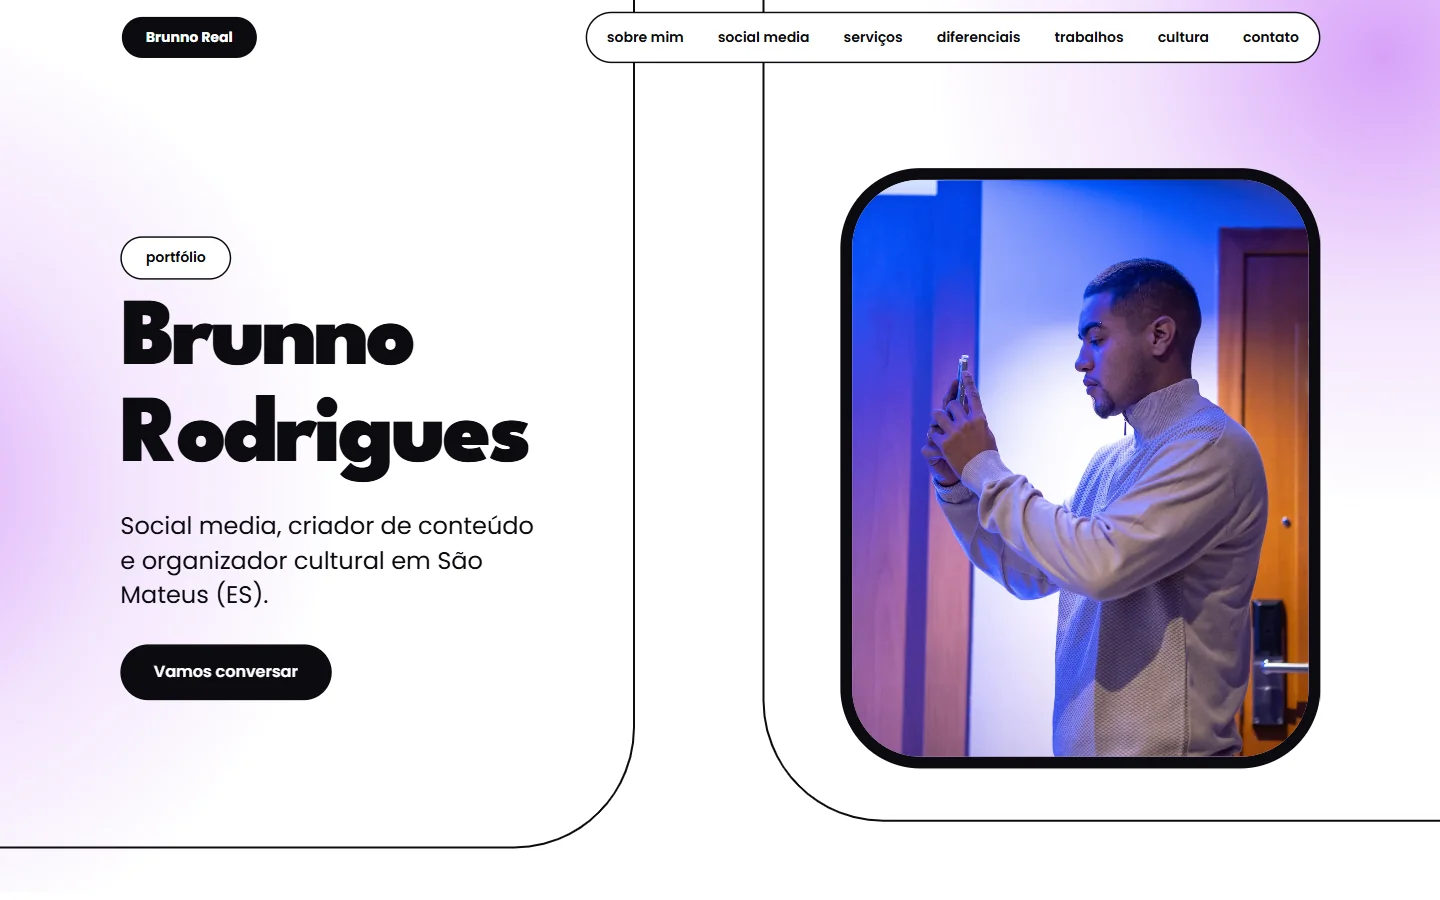 Brunno Real
sobre mim social media serviços diferenciais trabalhos cultura contato
portfólio
Brunno
Rodrigues
Social media, criador de conteúdo
e organizador cultural em São
Mateus (ES).
Vamos conversar